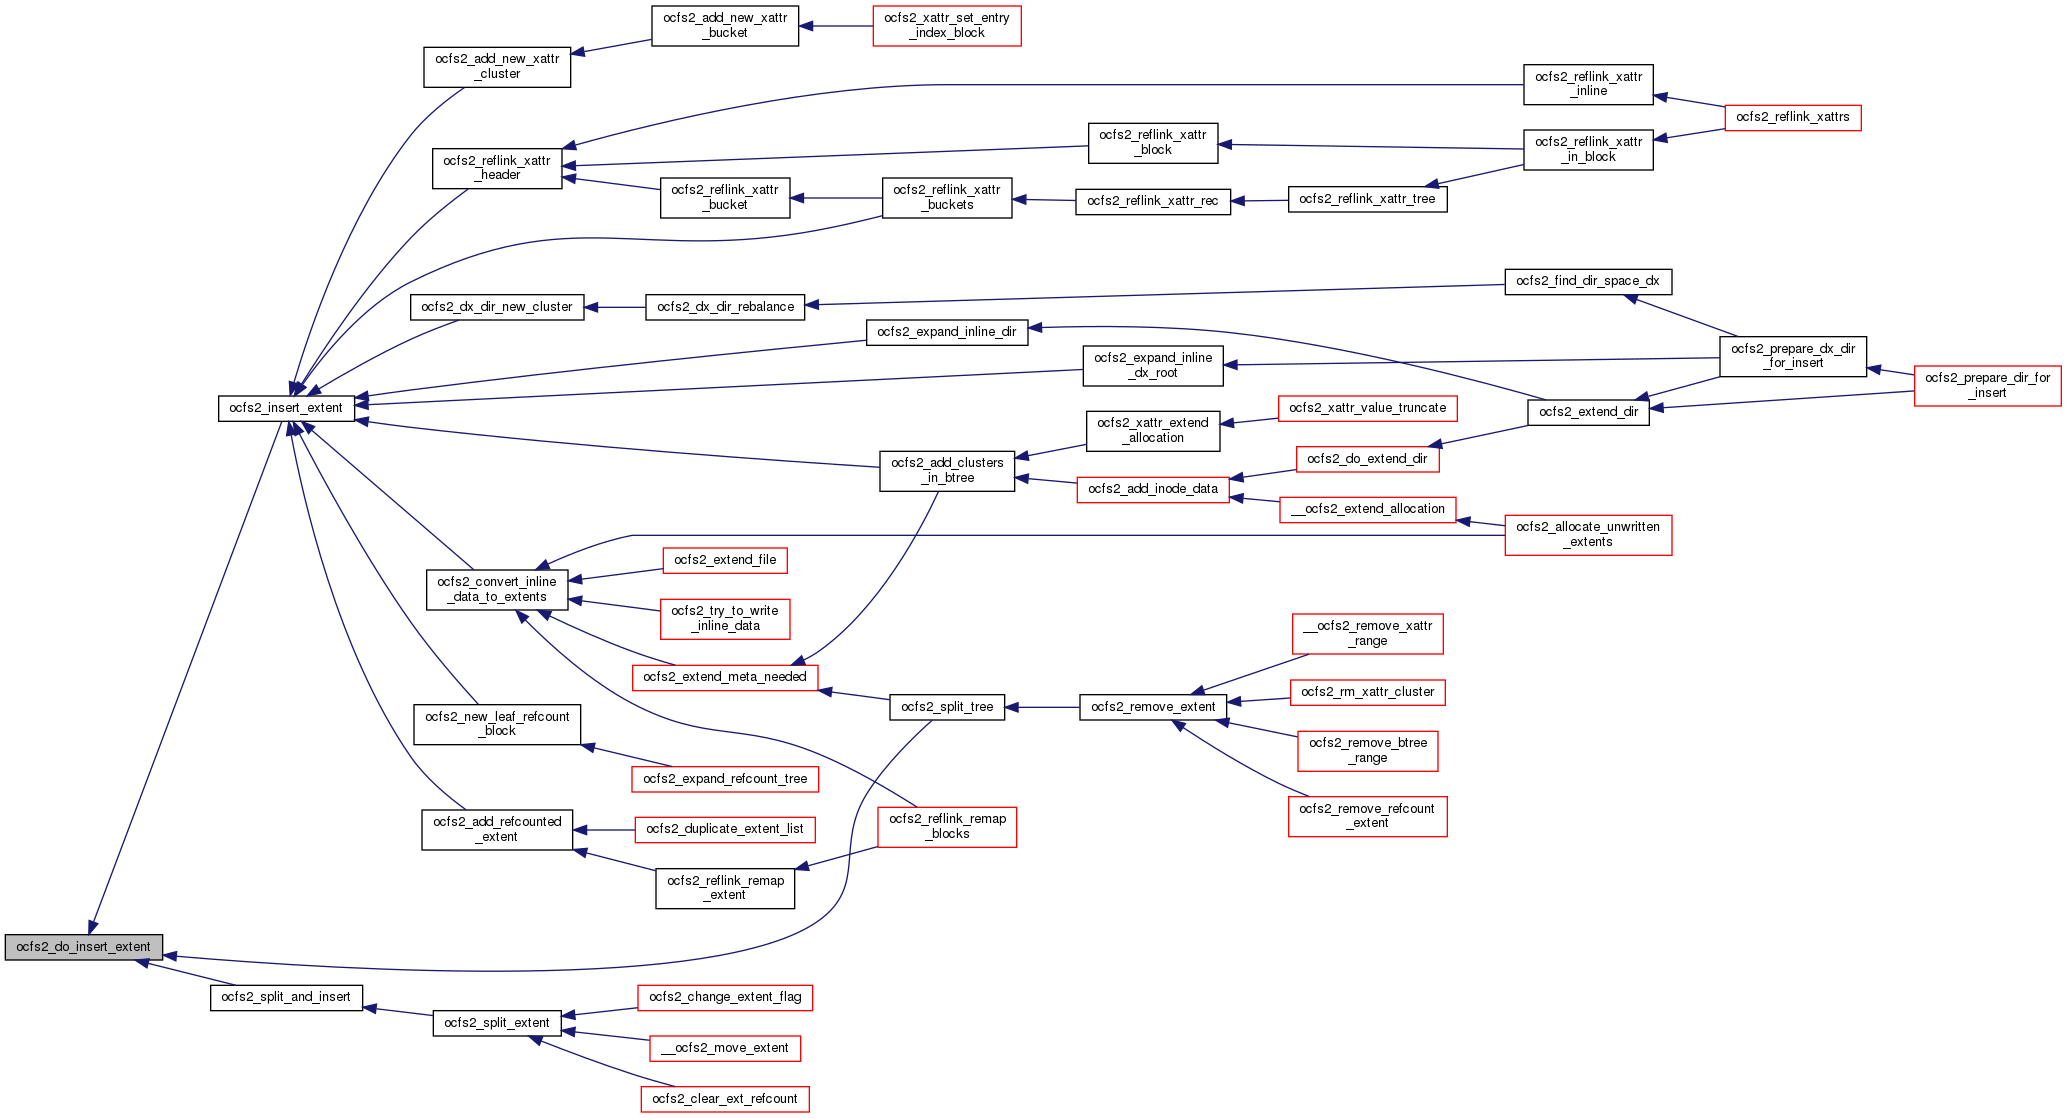 ocfs2_add_new_xattr
_bucket
ocfs2_xattr_set_entry
_index_block
ocfs2_add_new_xattr
_cluster
ocfs2_reflink_xattr
_inline
ocfs2_reflink_xattrs
ocfs2_reflink_xattr
_block
ocfs2_reflink_xattr
_in_block
ocfs2_reflink_xattr
_header
ocfs2_reflink_xattr
_bucket
ocfs2_reflink_xattr
_buckets
ocfs2_reflink_xattr_rec
ocfs2_reflink_xattr_tree
ocfs2_find_dir_space_dx
ocfs2_dx_dir_new_cluster
ocfs2_dx_dir_rebalance
ocfs2_expand_inline_dir
ocfs2_expand_inline
_dx_root
ocfs2_prepare_dx_dir
_for_insert
ocfs2_prepare_dir_for
_insert
ocfs2_insert_extent
ocfs2_xattr_value_truncate
ocfs2_extend_dir
ocfs2_xattr_extend
_allocation
ocfs2_do_extend_dir
ocfs2_add_clusters
_in_btree
ocfs2_add_inode_data
__ocfs2_extend_allocation
ocfs2_allocate_unwritten
_extents
ocfs2_extend_file
ocfs2_convert_inline
_data_to_extents
ocfs2_try_to_write
_inline_data
__ocfs2_remove_xattr
_range
ocfs2_extend_meta_needed
ocfs2_rm_xattr_cluster
ocfs2_split_tree
ocfs2_remove_extent
ocfs2_new_leaf_refcount
_block
ocfs2_remove_btree
_range
ocfs2_expand_refcount_tree
ocfs2_remove_refcount
_extent
ocfs2_add_refcounted
_extent
ocfs2_duplicate_extent_list
ocfs2_reflink_remap
_blocks
ocfs2_reflink_remap
_extent
ocfs2_do_insert_extent
ocfs2_split_and_insert
ocfs2_change_extent_flag
ocfs2_split_extent
__ocfs2_move_extent
ocfs2_clear_ext_refcount